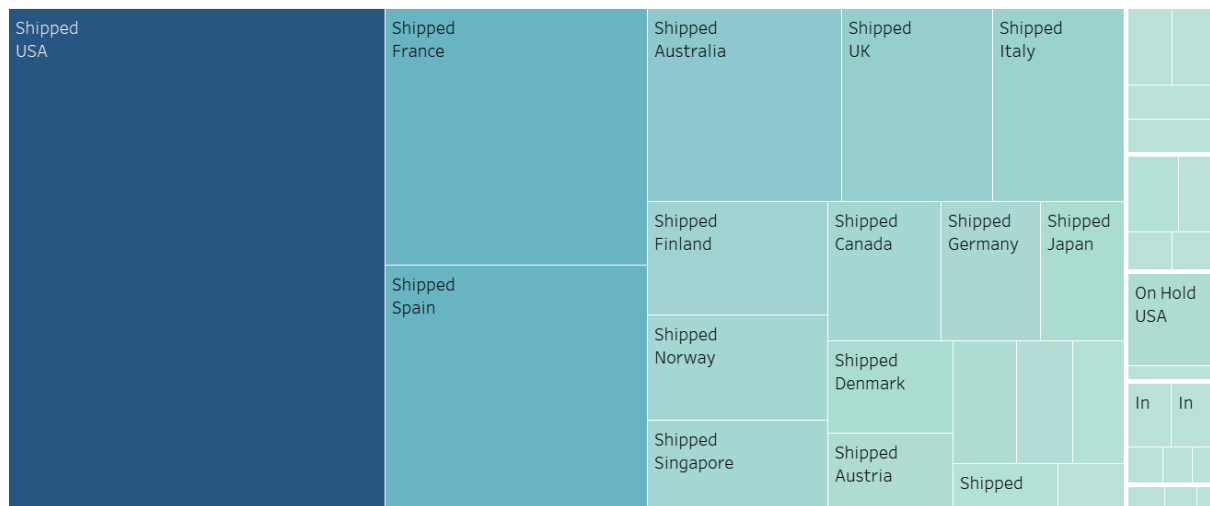 Shipped
USA
Shipped
France
Shipped
Spain
Shipped
Australia
Shipped
UK
Shipped
Italy
Shipped
Finland
Shipped
Norway
Shipped
Singapore
Shipped
Canada
Shipped
Germany
Shipped
Japan
Shipped
Denmark
Shipped
Austria
Shipped
On Hold
USA
In
In